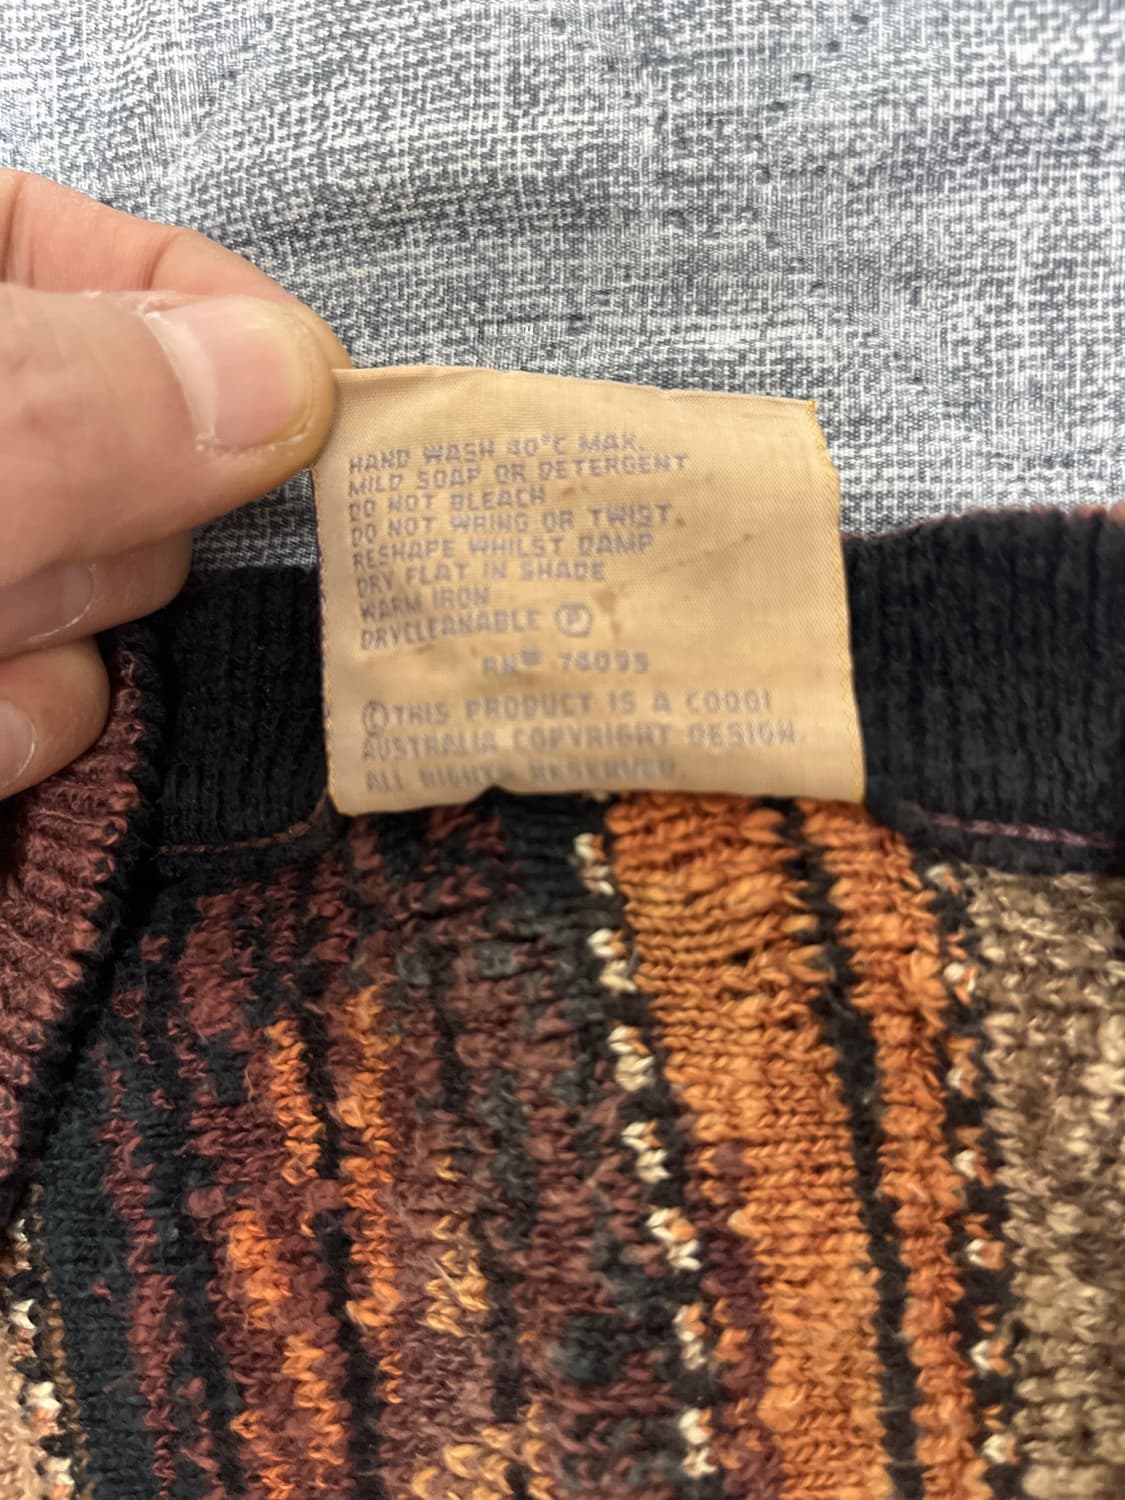 HAND WASH 40°C MAX.
MILD SOAP OR DETERGENT
DO NOT BLEACH
DO NOT WRING OR TWIST.
RESHAPE WHILST DAMP
DRY FLAT IN SHADE
WARM IRON
DRYCLEANABLE Ⓟ
RN# 74095
©THIS PRODUCT IS A COOGI
AUSTRALIA COPYRIGHT DESIGN.
ALL RIGHTS RESERVED.